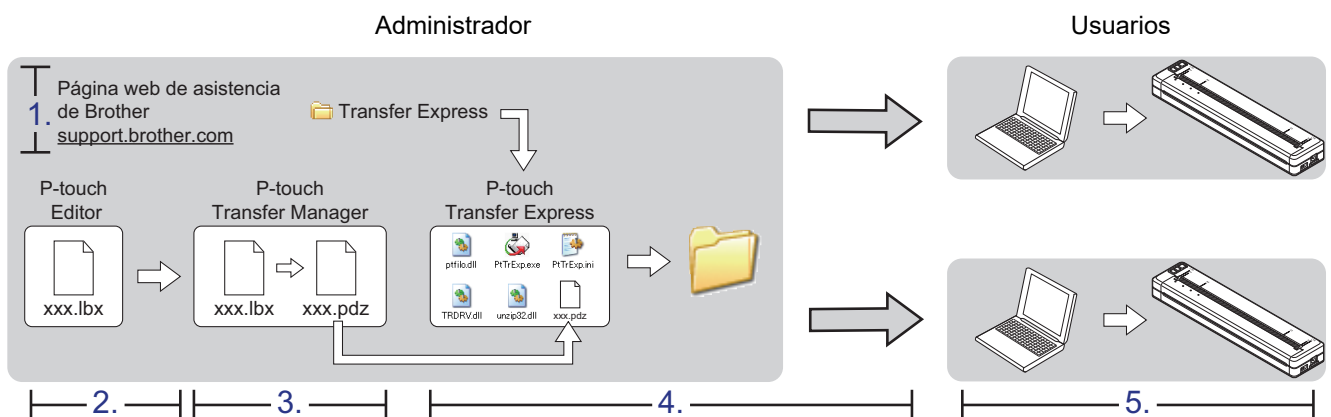 Administrador
Usuarios
1.
Página web de asistencia
de Brother
support.brother.com
Transfer Express
P-touch
Editor
P-touch
Transfer Manager
P-touch
Transfer Express
xxx.lbx
xxx.lbx
xxx.pdz
ptfilo.dll
PtTrExp.exe
PtTrExp.ini
TRDRV.dll
unzip32.dll
xxx.pdz
2.
3.
4.
5.